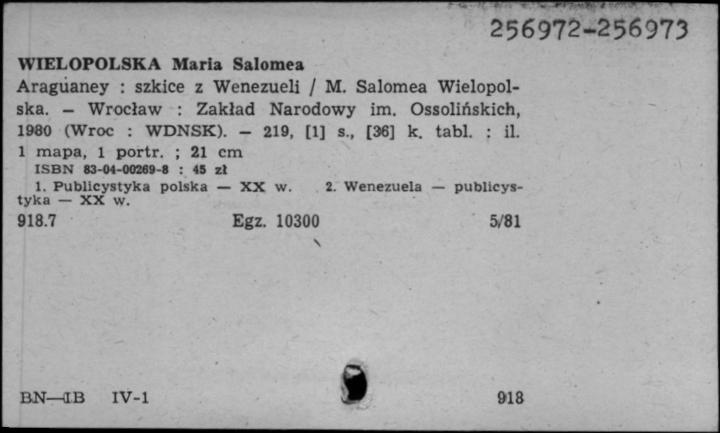 256972-256973
WIELOPOLSKA Maria Salomea
Araguaney : szkice z Wenezueli / M. Salomea Wielopol-
ska. — Wrocław : Zakład Narodowy im. Ossolińskich,
1980 (Wroc : WDNSK). — 219, [1] s., [36] k. tabl. : il.
1 mapa, 1 portr. ; 21 cm
ISBN 83-04-00269-8 : 45 zł
1. Publicystyka polska — XX w. 2. Wenezuela — publicys-
tyka — XX w.
918.7 Egz. 10300 5/81
BN—IB IV-1 918